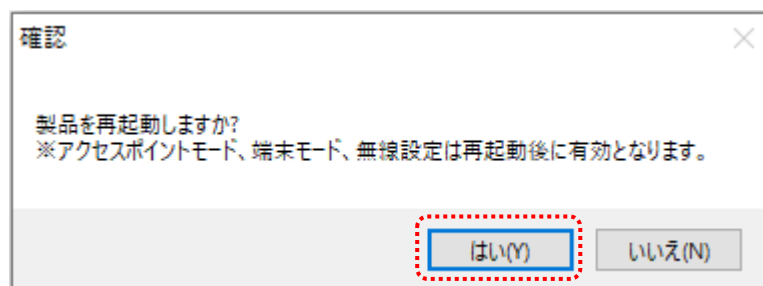 確認
製品を再起動しますか?
※アクセスポイントモード、端末モード、無線設定は再起動後に有効となります。
はい(Y)
いいえ(N)